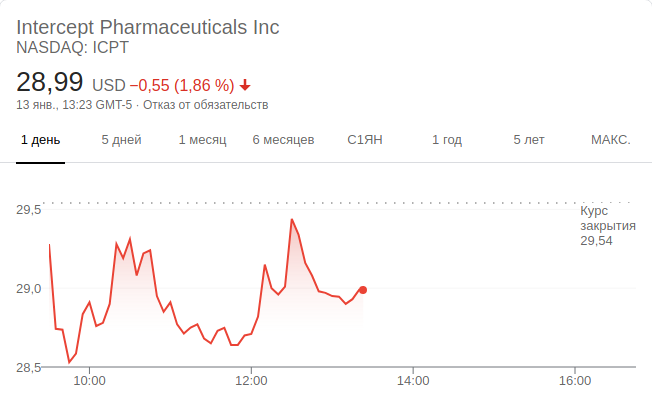 Intercept Pharmaceuticals Inc
NASDAQ: ICPT
28,99 USD −0,55 (1,86 %)
13 янв., 13:23 GMT-5 · Отказ от обязательств
1 день 5 дней 1 месяц 6 месяцев С1ЯН 1 год 5 лет МАКС.
29,5
Курс
закрытия
29,54
29,0
28,5
10:00 12:00 14:00 16:00